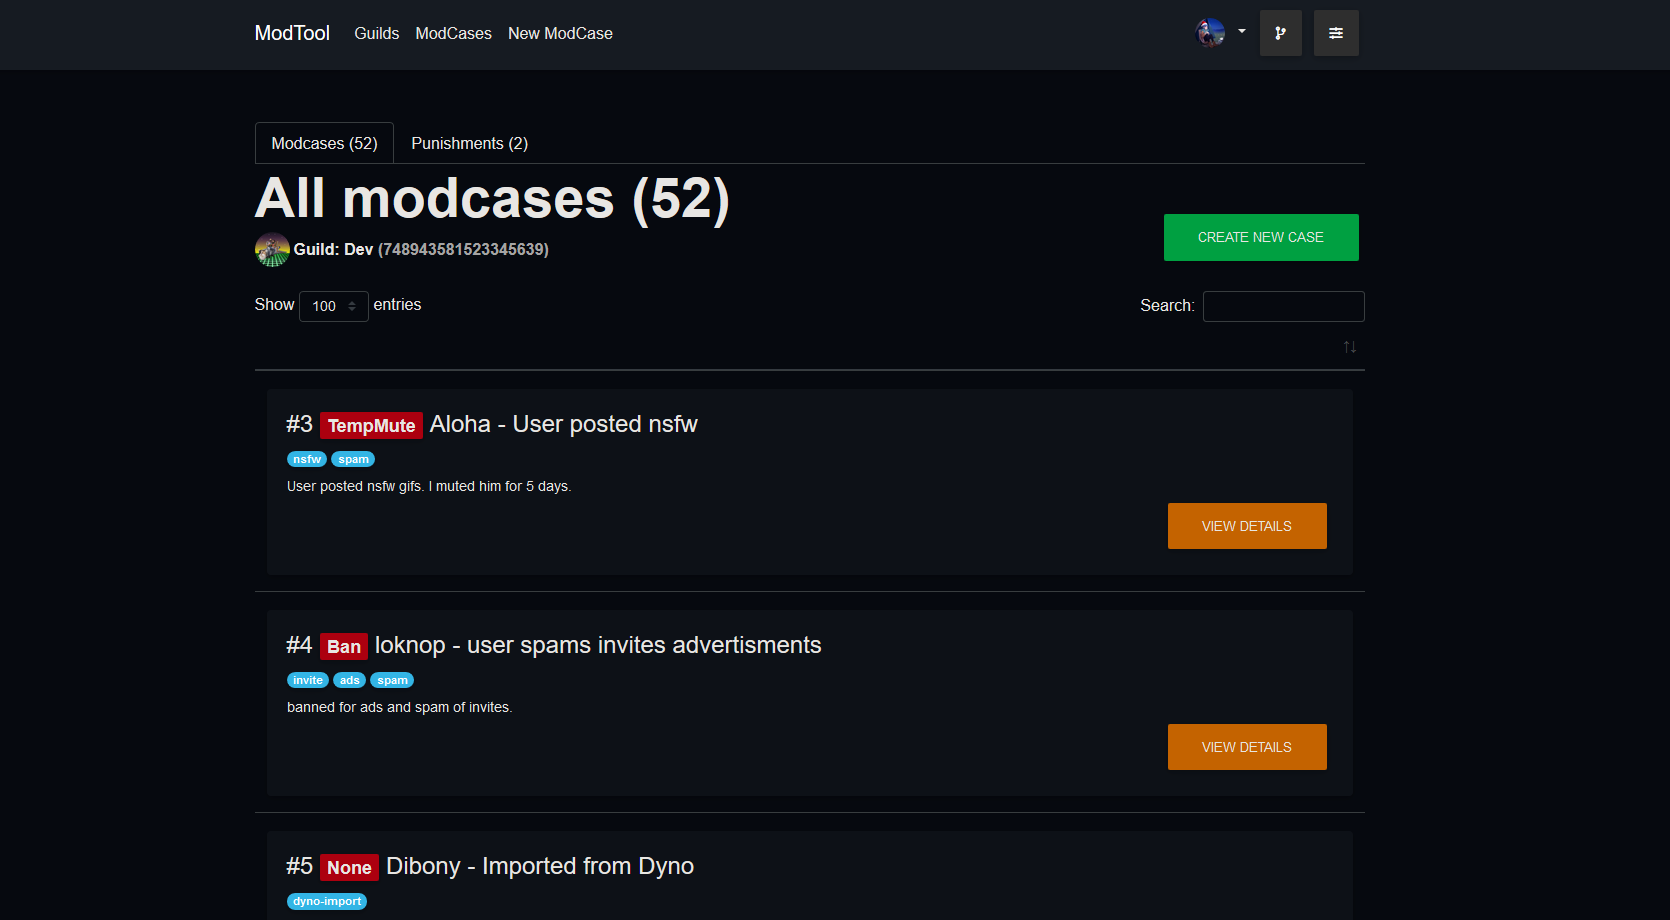 ModTool Guilds ModCases New ModCase
Modcases (52) Punishments (2)
All modcases (52)
Guild: Dev (748943581523345639)
CREATE NEW CASE
Show 100 entries
Search:
#3 TempMute Aloha - User posted nsfw
nsfw spam
User posted nsfw gifs. I muted him for 5 days.
VIEW DETAILS
#4 Ban loknop - user spams invites advertisments
invite ads spam
banned for ads and spam of invites.
VIEW DETAILS
#5 None Dibony - Imported from Dyno
dyno-import